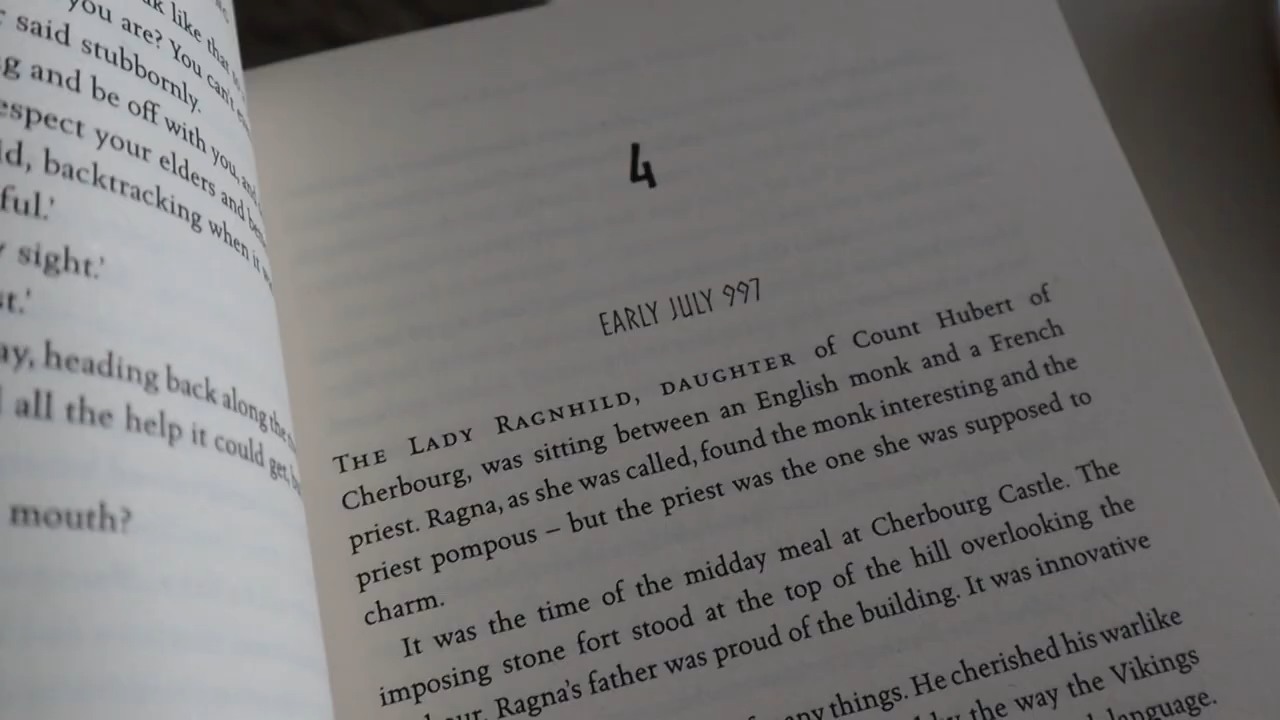 like that
you are? You can't
said stubbornly.
and be off with you, and
espect your elders and
backtracking when it
ful.'
sight.'
st.'
ay, heading back along the
all the help it could get,
mouth?
4
EARLY JULY 997
THE LADY RAGNHILD, DAUGHTER of Count Hubert of
Cherbourg, was sitting between an English monk and a French
priest. Ragna, as she was called, found the monk interesting and the
priest pompous – but the priest was the one she was supposed to
charm.
It was the time of the midday meal at Cherbourg Castle. The
imposing stone fort stood at the top of the hill overlooking the
Ragna's father was proud of the building. It was innovative
any things. He cherished his warlike
the way the Vikings
language.